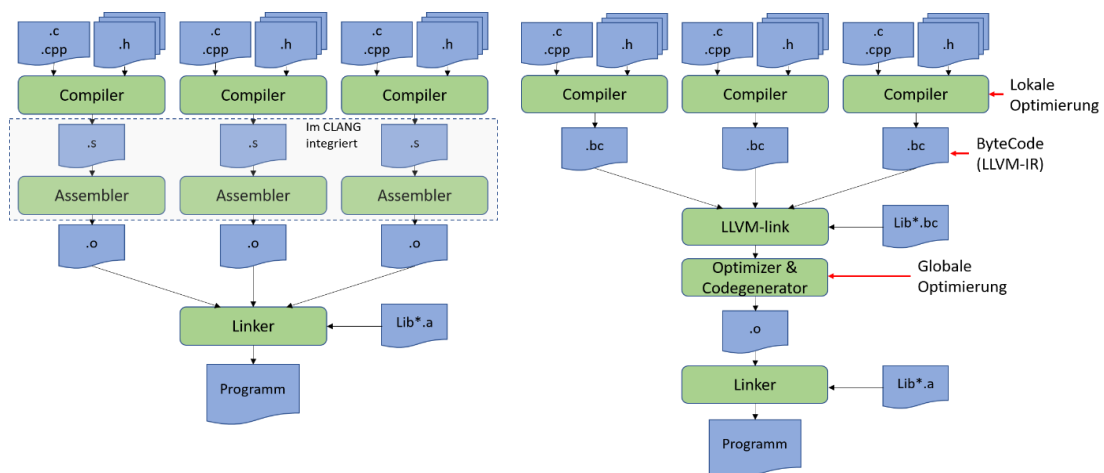 .c
.cpp
.h
.c
.cpp
.h
.c
.cpp
.h
Compiler
Compiler
Compiler
Im CLANG
integriert
.s
.s
.s
Assembler
Assembler
Assembler
.o
.o
.o
Linker
Lib*.a
Programm
.c
.cpp
.h
.c
.cpp
.h
.c
.cpp
.h
Compiler
Compiler
Compiler
Lokale
Optimierung
.bc
.bc
.bc
ByteCode
(LLVM-IR)
LLVM-link
Lib*.bc
Optimizer &
Codegenerator
Globale
Optimierung
.o
Linker
Lib*.a
Programm